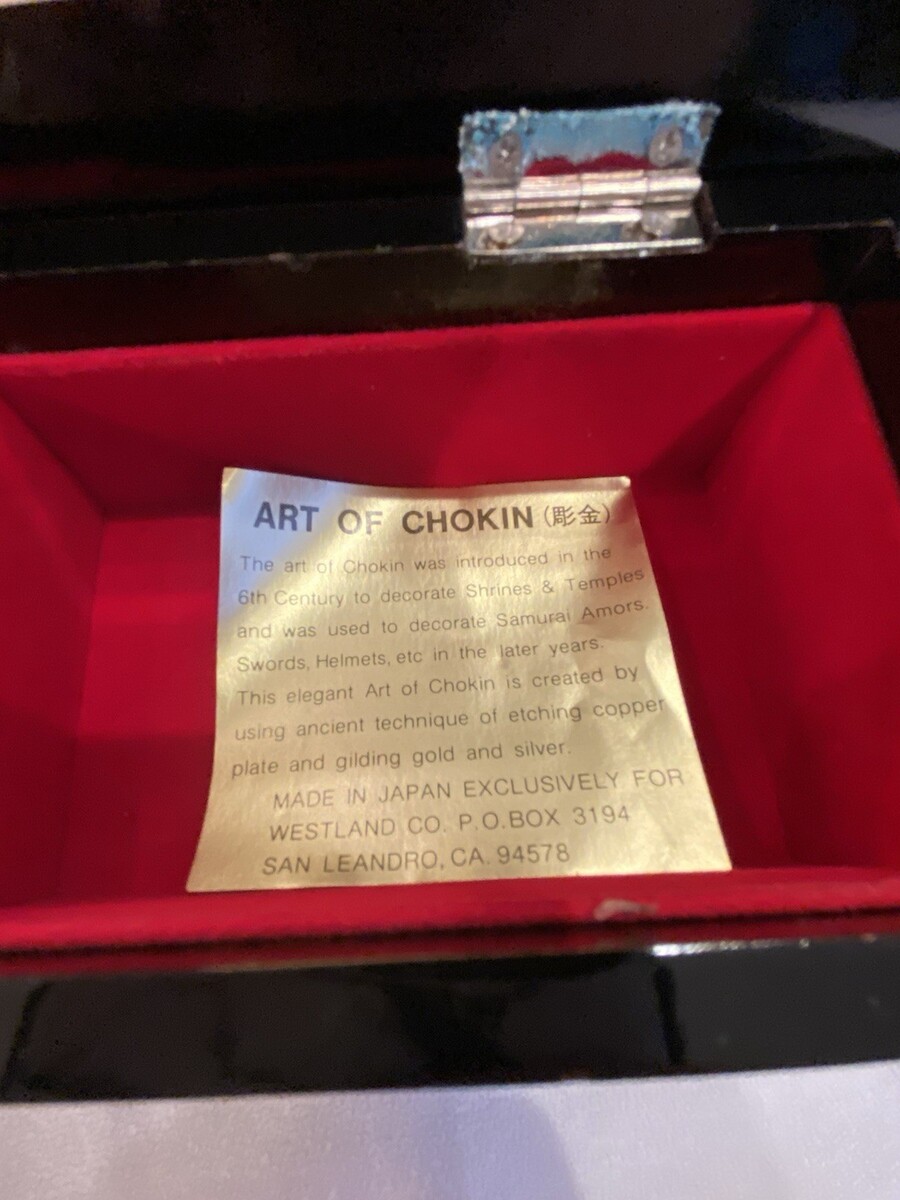 ART OF CHOKIN (彫金)
The art of Chokin was introduced in the
6th Century to decorate Shrines & Temples
and was used to decorate Samurai Amors.
Swords, Helmets, etc in the later years.
This elegant Art of Chokin is created by
using ancient technique of etching copper
plate and gilding gold and silver.
MADE IN JAPAN EXCLUSIVELY FOR
WESTLAND CO. P.O.BOX 3194
SAN LEANDRO, CA. 94578